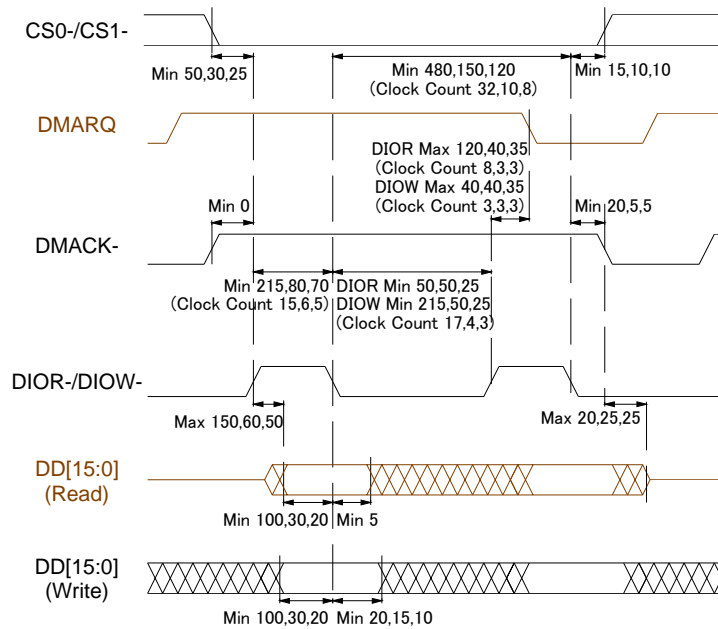 CS0-/CS1-
Min 50,30,25
Min 480,150,120
(Clock Count 32,10,8)
Min 15,10,10
DMARQ
DIOR Max 120,40,35
(Clock Count 8,3,3)
DIOW Max 40,40,35
(Clock Count 3,3,3)
Min 0
Min 20,5,5
DMACK-
Min 215,80,70
(Clock Count 15,6,5)
DIOR Min 50,50,25
DIOW Min 215,50,25
(Clock Count 17,4,3)
DIOR-/DIOW-
Max 150,60,50
Max 20,25,25
DD[15:0]
(Read)
Min 100,30,20
Min 5
DD[15:0]
(Write)
Min 100,30,20
Min 20,15,10